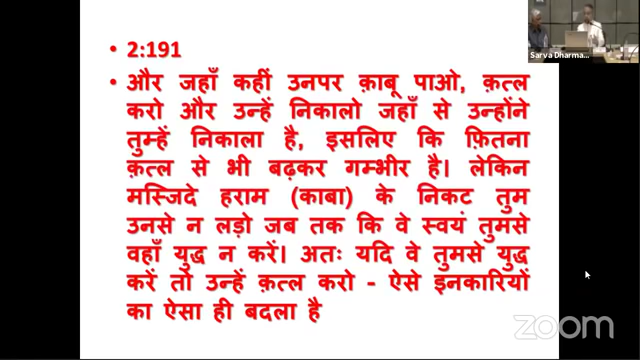 Sarva Dharma...
• 2:191
• और जहाँ कहीं उनपर क़ाबू पाओ, क़त्ल
करो और उन्हें निकालो जहाँ से उन्होंने
तुम्हें निकाला है, इसलिए कि फ़ितना
क़त्ल से भी बढ़कर गम्भीर है। लेकिन
मस्जिदे हराम (काबा) के निकट तुम
उनसे न लड़ो जब तक कि वे स्वयं तुमसे
वहाँ युद्ध न करें। अतः यदि वे तुमसे युद्ध
करें तो उन्हें क़त्ल करो - ऐसे इनकारियों
का ऐसा ही बदला है
zoom